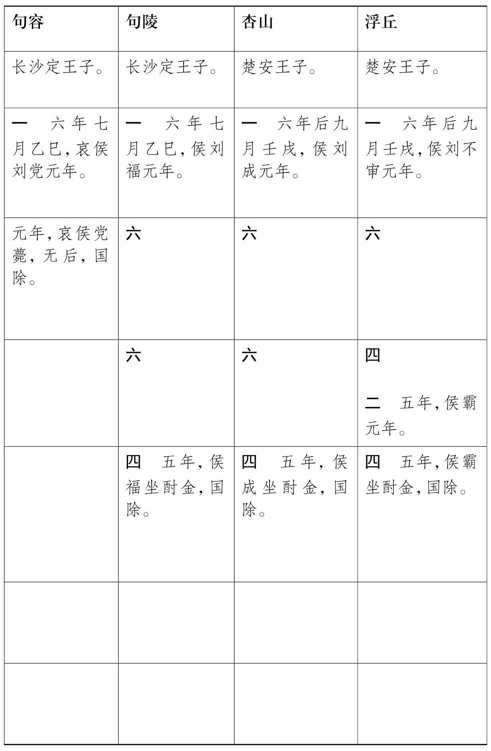 句容 句陵 杏山 浮丘
长沙定王子。 长沙定王子。 楚安王子。 楚安王子。
一 六年七 一 六年七 一 六年后九 一 六年后九
月乙巳，哀侯 月乙巳，侯刘 月壬戌，侯刘 月壬戌，侯刘不
刘党元年。 福元年。 成元年。 审元年。
元年，哀侯党 六 六 六
薨，无后，国
除。
六 六 四
二 五年，侯霸
元年。
四 五年，侯 四 五年，侯 四 五年，侯霸
福坐酎金，国 成坐酎金，国 坐酎金，国除。
除。 除。